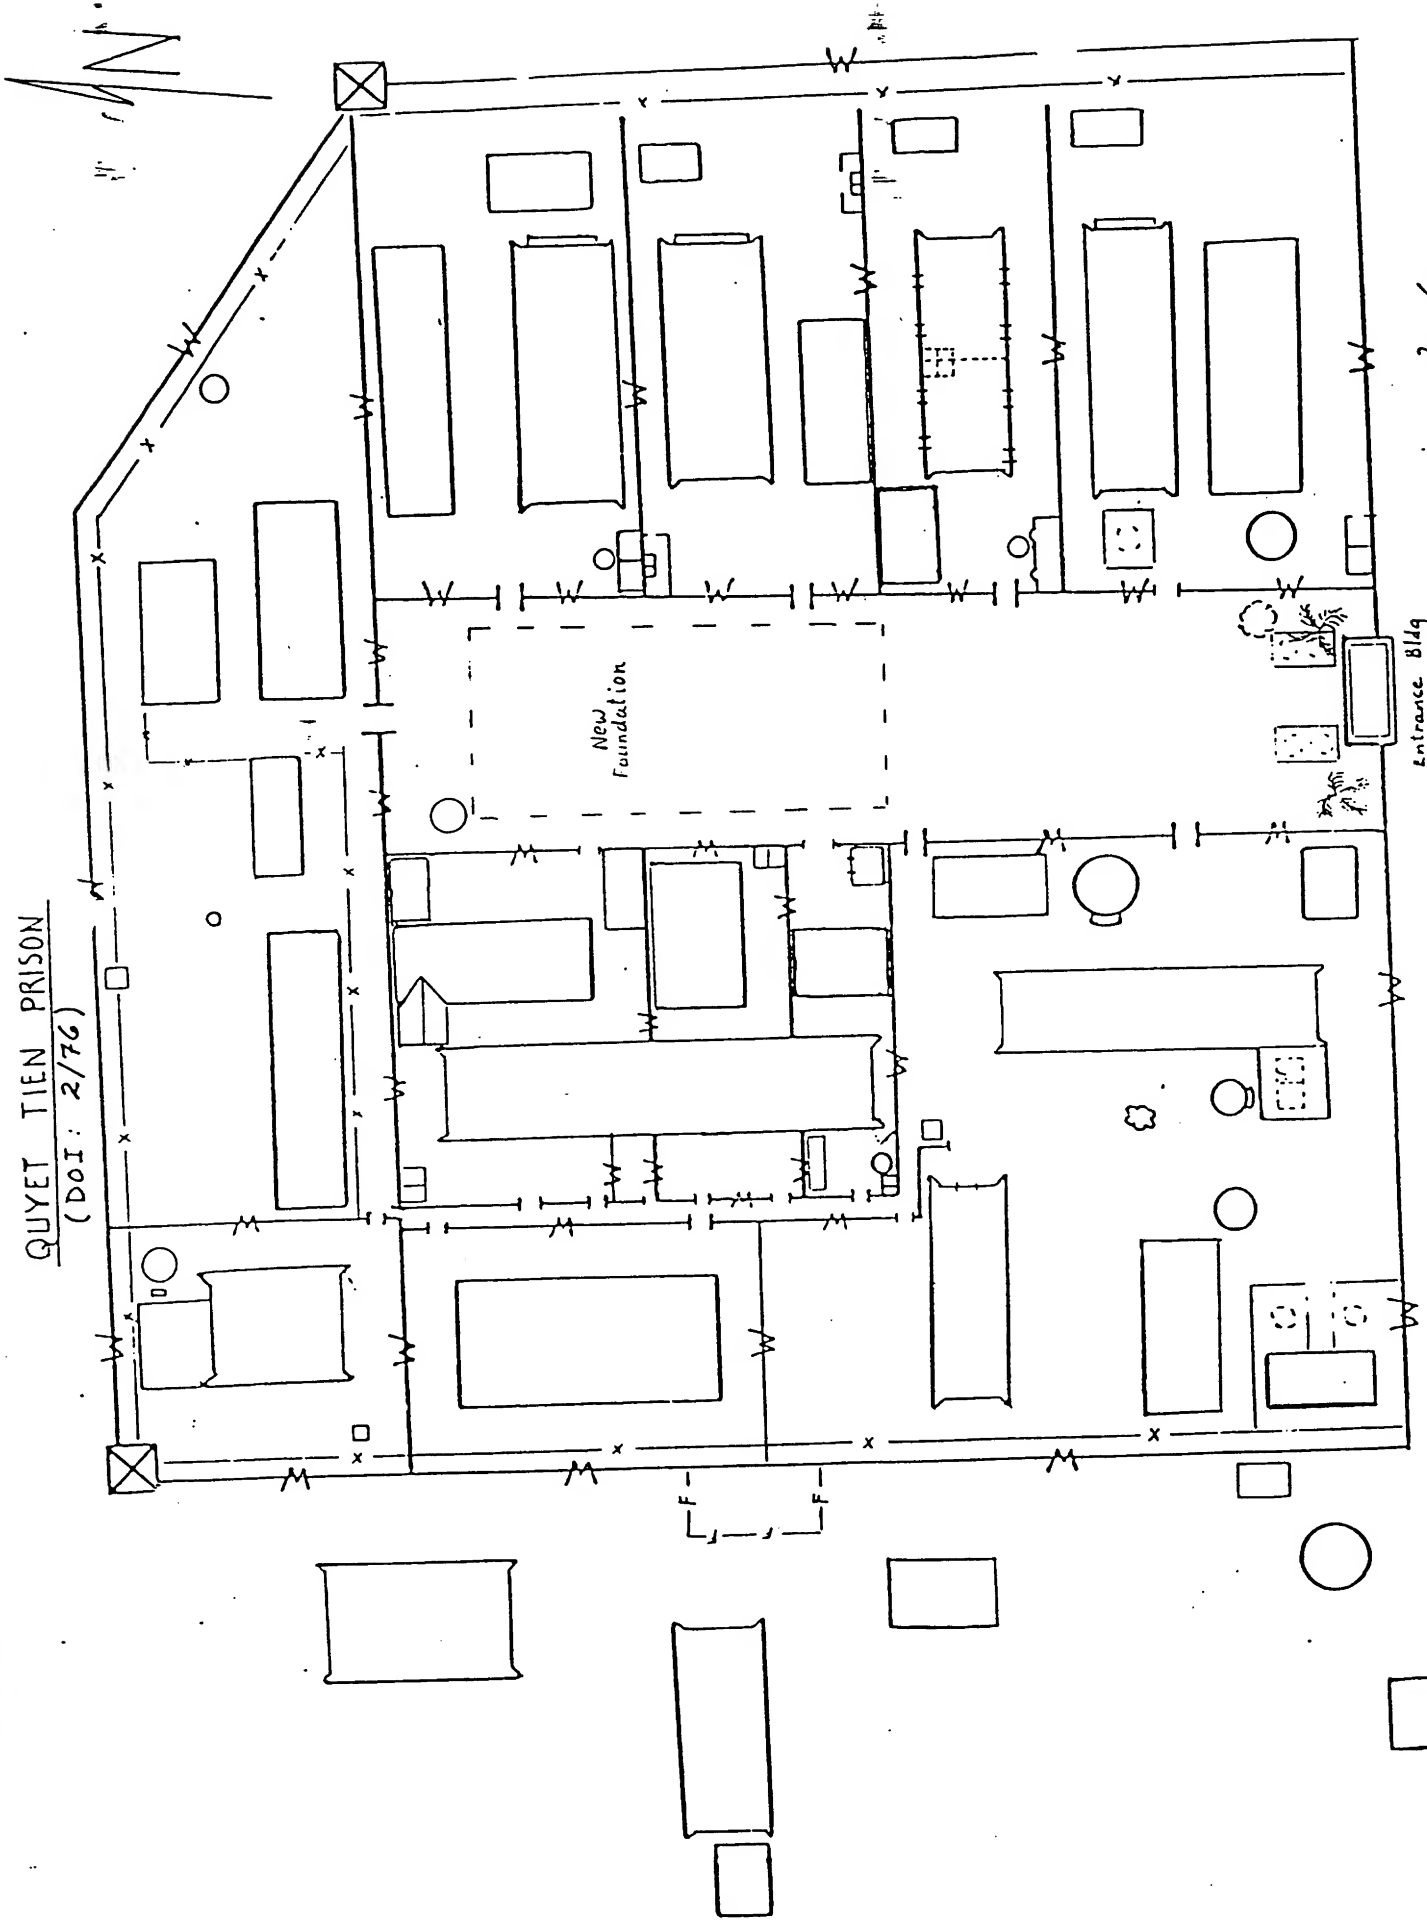 QUYET TIEN PRISON
(DOI: 2/76)
N
New
Foundation
Entrance Bldg